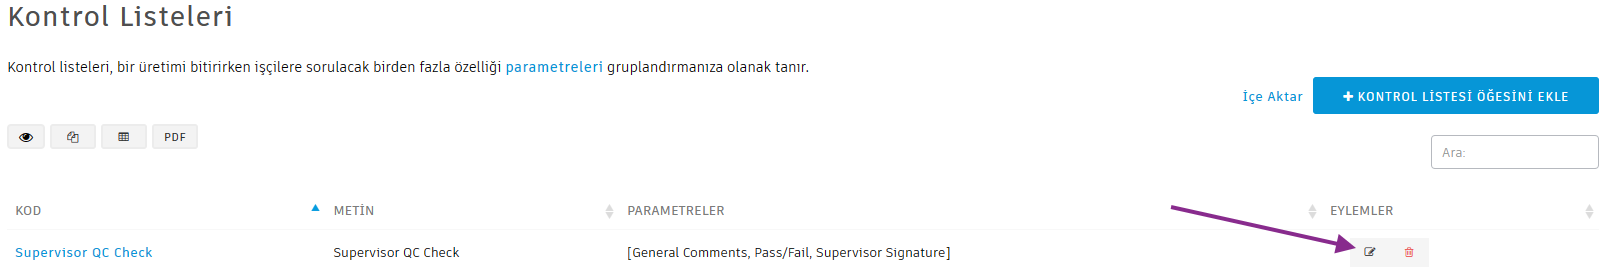 Kontrol Listeleri
Kontrol listeleri, bir üretimi bitirirken işçilere sorulacak birden fazla özelliği parametreleri gruplandırmanıza olanak tanır.
İçe Aktar
+ KONTROL LİSTESİ ÖĞESİNİ EKLE
PDF
Ara:
KOD METİN PARAMETRELER EYLEMLER
Supervisor QC Check Supervisor QC Check [General Comments, Pass/Fail, Supervisor Signature]